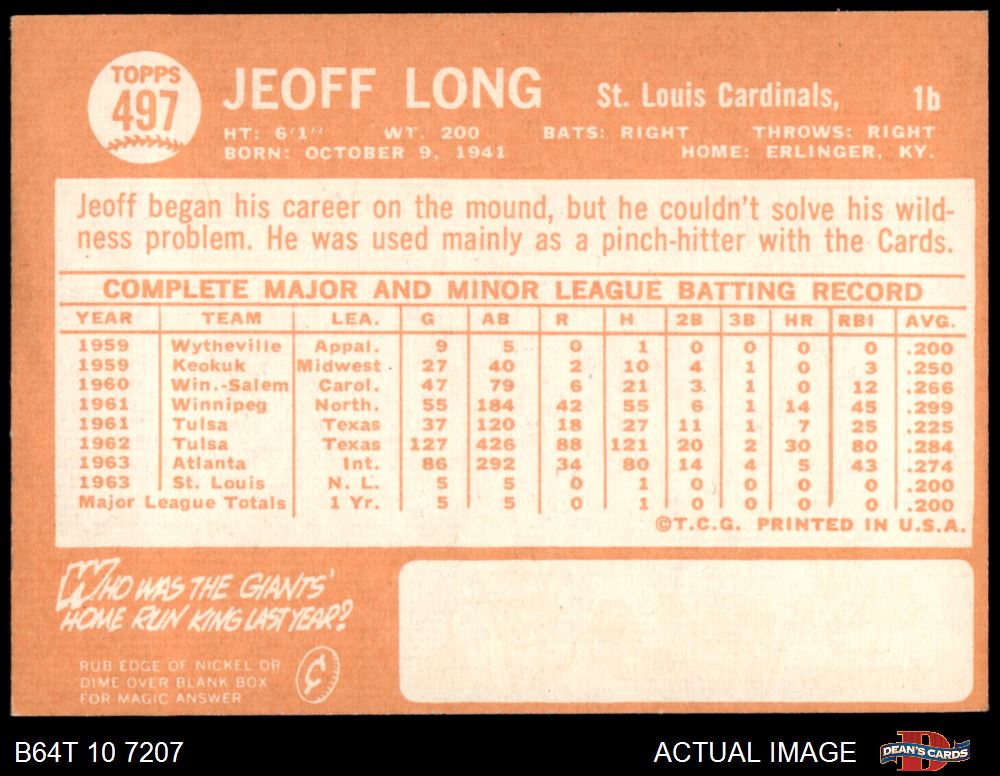 TOPPS
497
JEOFF LONG St. Louis Cardinals, 1b
HT: 6'1" WT. 200 BATS: RIGHT THROWS: RIGHT
BORN: OCTOBER 9, 1941 HOME: ERLINGER, KY.
Jeoff began his career on the mound, but he couldn't solve his wild-
ness problem. He was used mainly as a pinch-hitter with the Cards.
COMPLETE MAJOR AND MINOR LEAGUE BATTING RECORD
YEAR TEAM LEA. G AB R H 2B 3B HR RBI AVG.
1959 Wytheville Appal. 9 5 0 1 0 0 0 0 .200
1959 Keokuk Midwest 27 40 2 10 4 1 0 3 .250
1960 Win.-Salem Carol. 47 79 6 21 3 1 0 12 .266
1961 Winnipeg North. 55 184 42 55 6 1 14 45 .299
1961 Tulsa Texas 37 120 18 27 11 1 7 25 .225
1962 Tulsa Texas 127 426 88 121 20 2 30 80 .284
1963 Atlanta Int. 86 292 34 80 14 4 5 43 .274
1963 St. Louis N. L. 5 5 0 1 0 0 0 0 .200
Major League Totals 1 Yr. 5 5 0 1 0 0 0 0 .200
©T.C.G. PRINTED IN U.S.A.
WHO WAS THE GIANTS'
HOME RUN KING LAST YEAR?
RUB EDGE OF NICKEL OR
DIME OVER BLANK BOX
FOR MAGIC ANSWER
B64T 10 7207 ACTUAL IMAGE DEAN'S CARDS